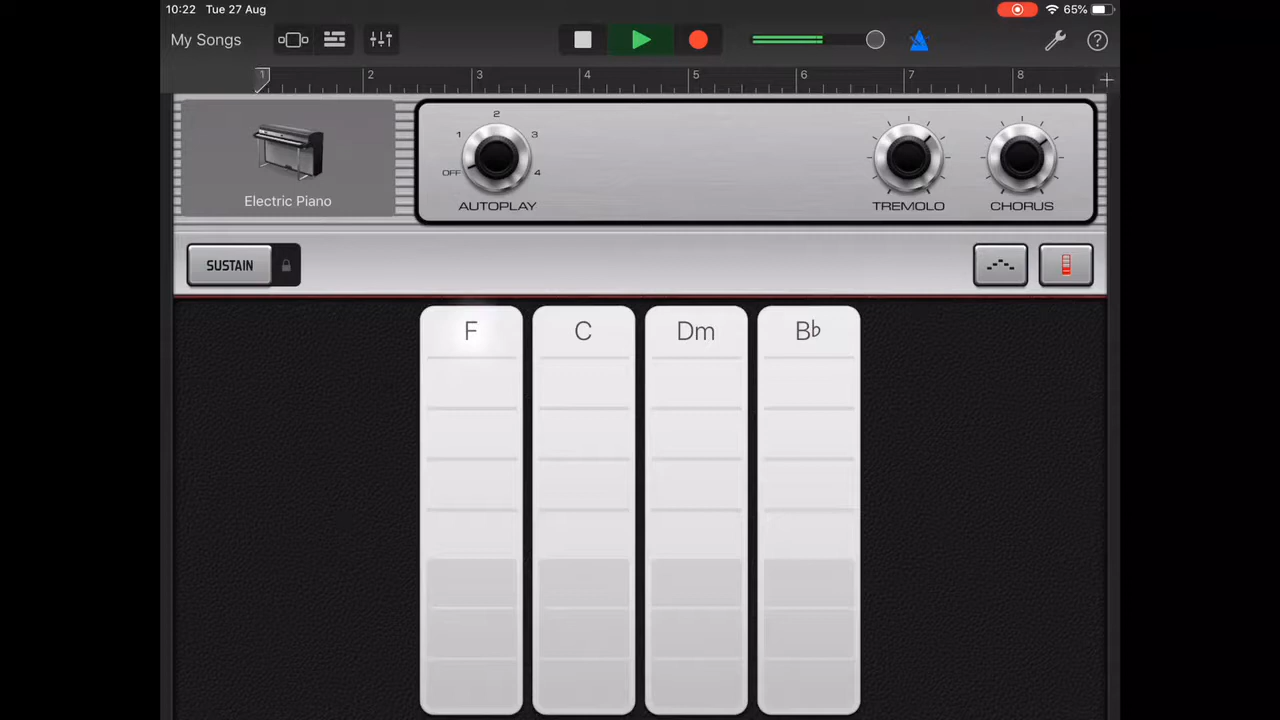 10:22 Tue 27 Aug
65%
My Songs
1 2 3 4 5 6 7 8
Electric Piano
OFF 1 2 3 4
AUTOPLAY
TREMOLO
CHORUS
SUSTAIN
F C Dm B♭